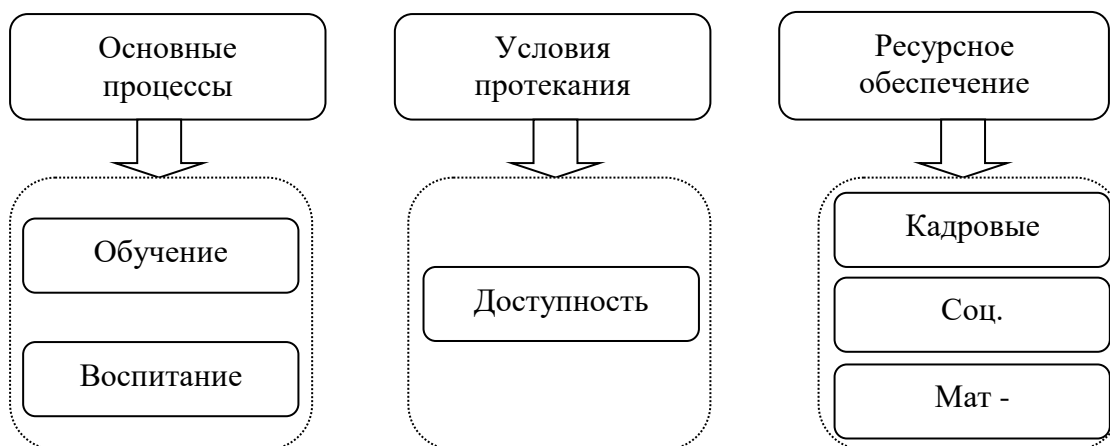 Основные
процессы
Условия
протекания
Ресурсное
обеспечение
Обучение
Воспитание
Доступность
Кадровые
Соц.
Мат -